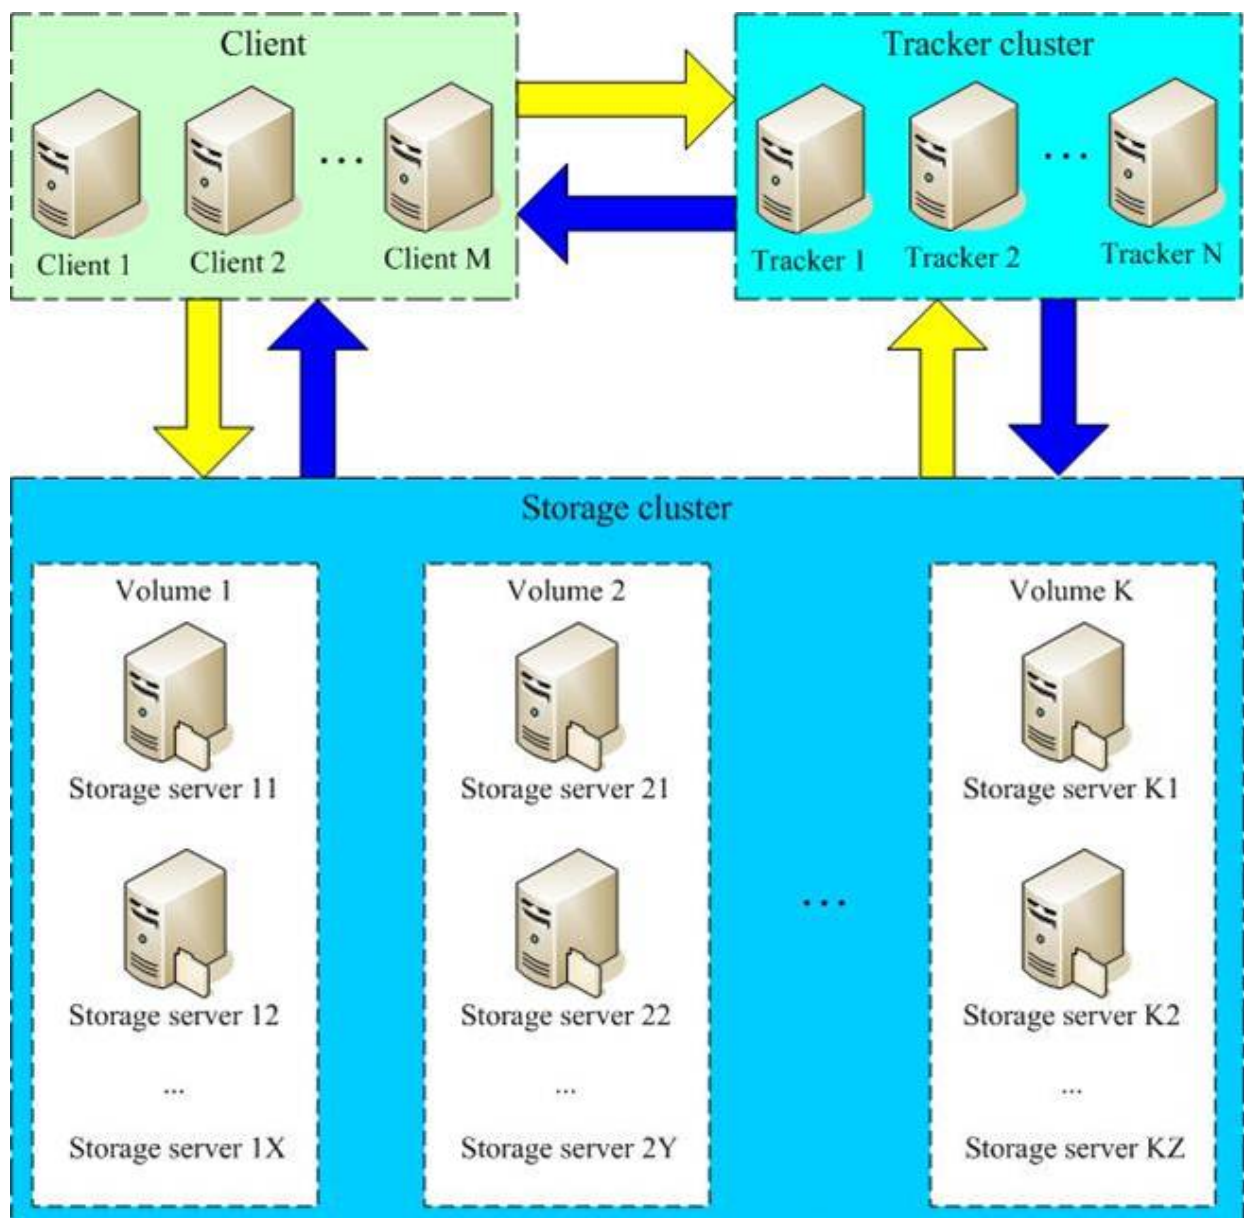 Client
Tracker cluster
...
...
Client 1
Client 2
Client M
Tracker 1
Tracker 2
Tracker N
Storage cluster
Volume 1
Volume 2
Volume K
Storage server 11
Storage server 21
Storage server K1
...
Storage server 12
Storage server 22
Storage server K2
...
...
...
Storage server 1X
Storage server 2Y
Storage server KZ